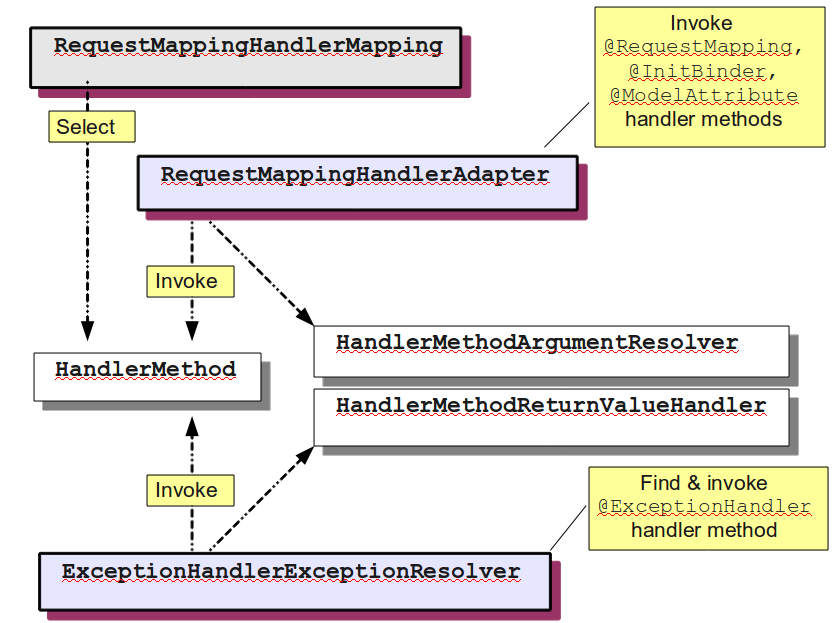 RequestMappingHandlerMapping
Invoke
@RequestMapping,
@InitBinder,
@ModelAttribute
handler methods
Select
RequestMappingHandlerAdapter
Invoke
HandlerMethodArgumentResolver
HandlerMethod
HandlerMethodReturnValueHandler
Invoke
Find & invoke
@ExceptionHandler
handler method
ExceptionHandlerExceptionResolver